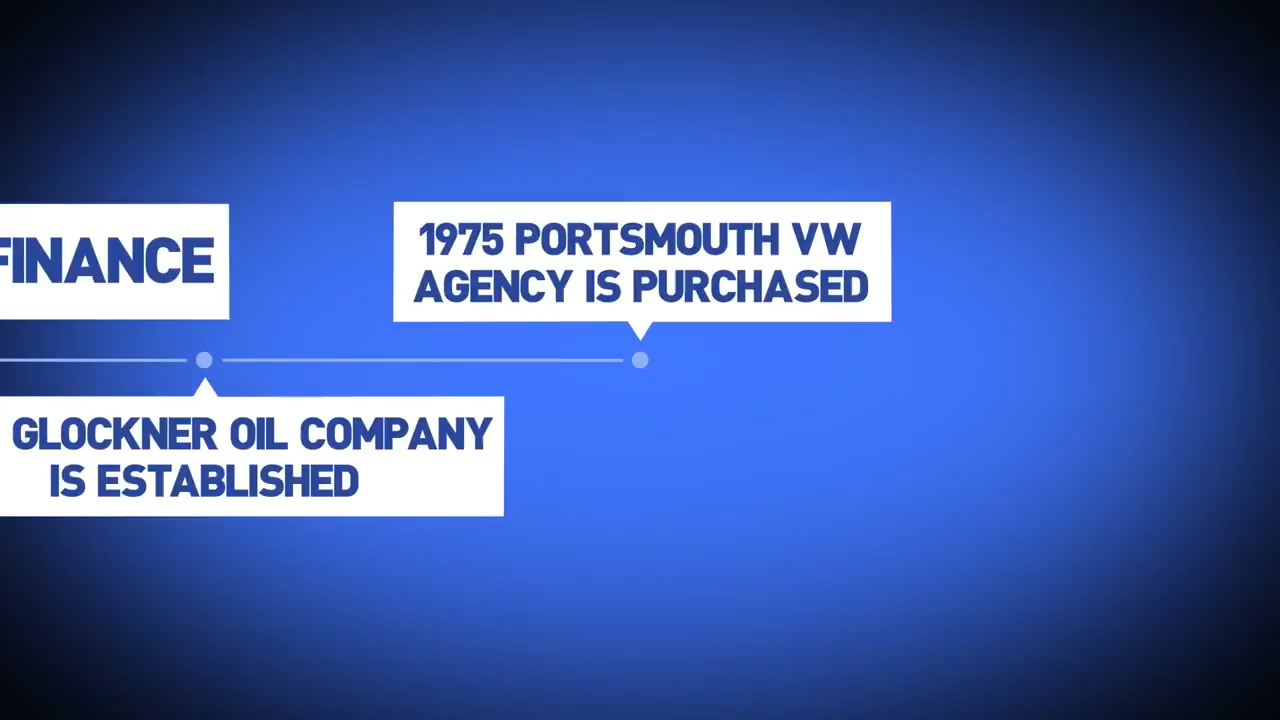 FINANCE
1975 PORTSMOUTH VW
AGENCY IS PURCHASED
GLOCKNER OIL COMPANY
IS ESTABLISHED